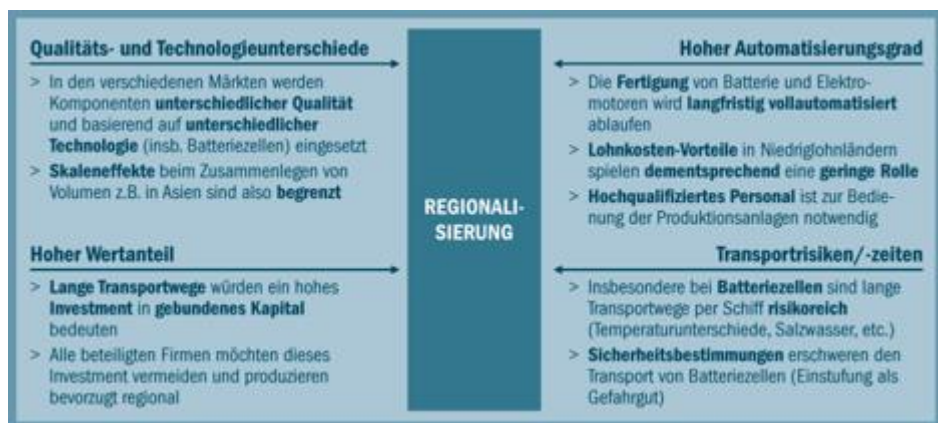 Qualitäts- und Technologieunterschiede
> In den verschiedenen Märkten werden
Komponenten unterschiedlicher Qualität
und basierend auf unterschiedlicher
Technologie (insb. Batteriezellen) eingesetzt
> Skaleneffekte beim Zusammenlegen von
Volumen z.B. in Asien sind also begrenzt
Hoher Wertanteil
> Lange Transportwege würden ein hohes
Investment in gebundenes Kapital
bedeuten
> Alle beteiligten Firmen möchten dieses
Investment vermeiden und produzieren
bevorzugt regional
REGIONALI-
SIERUNG
Hoher Automatisierungsgrad
> Die Fertigung von Batterie und Elektro-
motoren wird langfristig vollautomatisiert
ablaufen
> Lohnkosten-Vorteile in Niedriglohnländern
spielen dementsprechend eine geringe Rolle
> Hochqualifiziertes Personal ist zur Bedie-
nung der Produktionsanlagen notwendig
Transportrisiken/-zeiten
> Insbesondere bei Batteriezellen sind lange
Transportwege per Schiff risikoreich
(Temperaturunterschiede, Salzwasser, etc.)
> Sicherheitsbestimmungen erschweren den
Transport von Batteriezellen (Einstufung als
Gefahrgut)